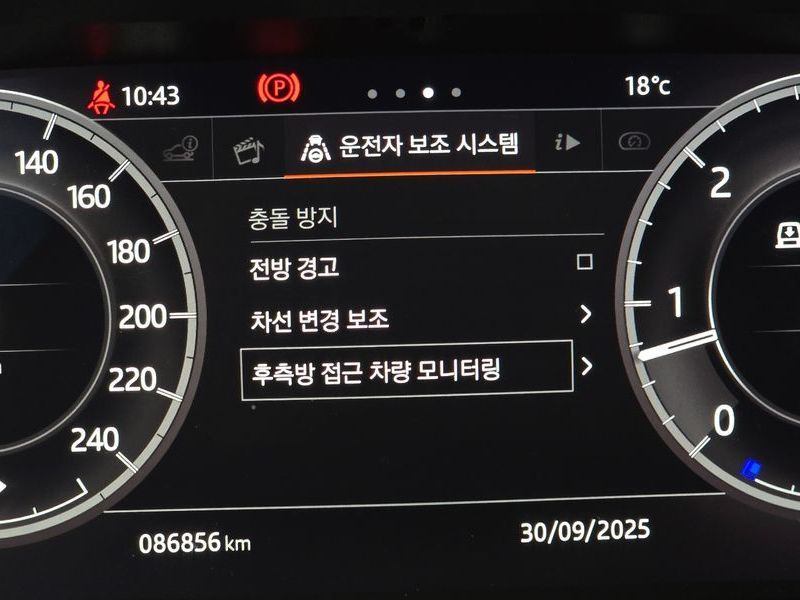 10:43
P
18°c
운전자 보조 시스템
충돌 방지
전방 경고
차선 변경 보조
후측방 접근 차량 모니터링
140
160
180
200
220
240
2
1
0
086856 km
30/09/2025